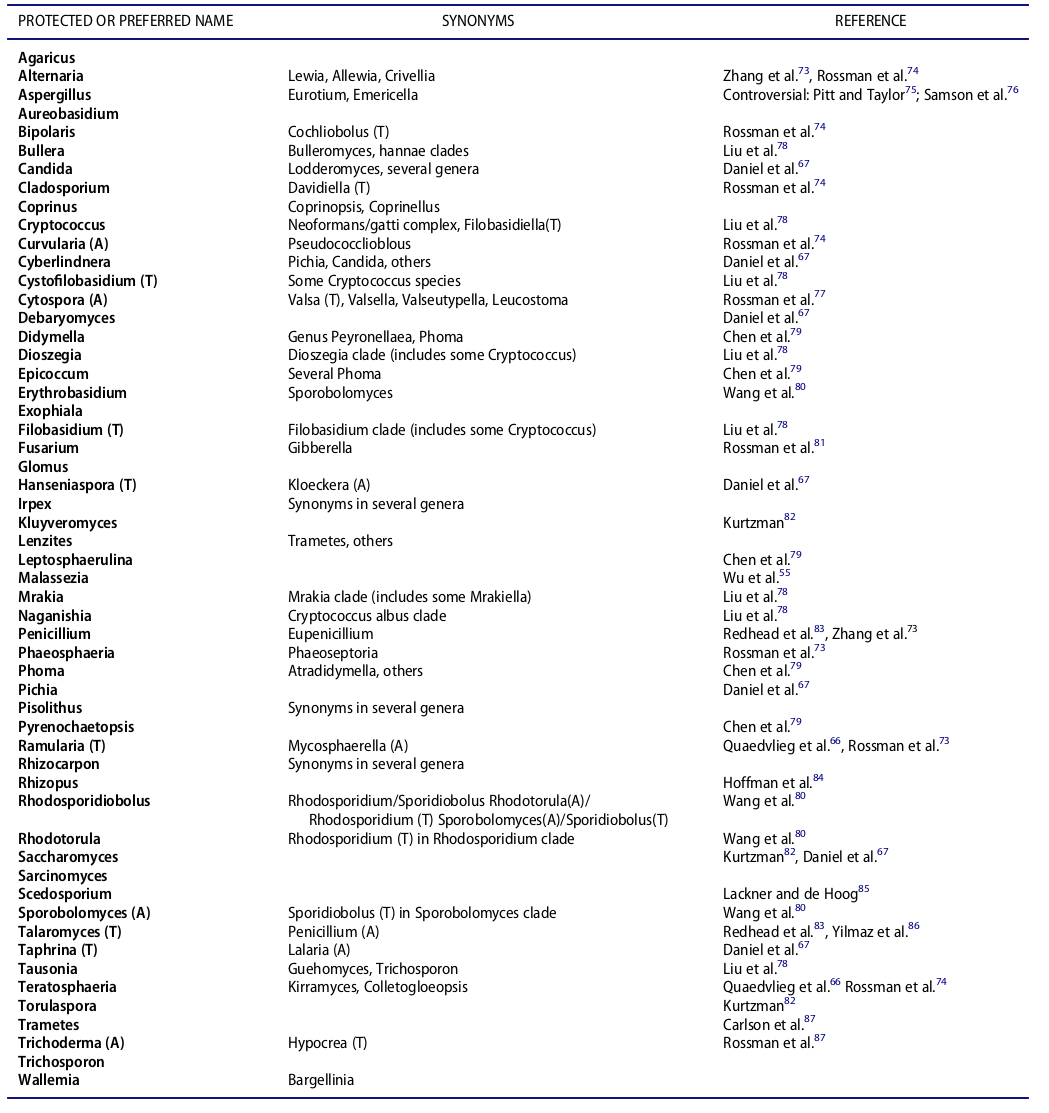 PROTECTED OR PREFERRED NAME SYNONYMS REFERENCE
Agaricus
Alternaria Lewia, Allewia, Crivellia Zhang et al.73, Rossman et al.74
Aspergillus Eurotium, Emericella Controversial: Pitt and Taylor75; Samson et al.76
Aureobasidium
Bipolaris Cochliobolus (T) Rossman et al.74
Bullera Bulleromyces, hannae clades Liu et al.78
Candida Lodderomyces, several genera Daniel et al.67
Cladosporium Davidiella (T) Rossman et al.74
Coprinus Coprinopsis, Coprinellus
Cryptococcus Neoformans/gatti complex, Filobasidiella(T) Liu et al.78
Curvularia (A) Pseudococclioblous Rossman et al.74
Cyberlindnera Pichia, Candida, others Daniel et al.67
Cystofilobasidium (T) Some Cryptococcus species Liu et al.78
Cytospora (A) Valsa (T), Valsella, Valseutypella, Leucostoma Rossman et al.77
Debaryomyces Daniel et al.67
Didymella Genus Peyronellaea, Phoma Chen et al.79
Dioszegia Dioszegia clade (includes some Cryptococcus) Liu et al.78
Epicoccum Several Phoma Chen et al.79
Erythrobasidium Sporobolomyces Wang et al.80
Exophiala
Filobasidium (T) Filobasidium clade (includes some Cryptococcus) Liu et al.78
Fusarium Gibberella Rossman et al.81
Glomus
Hanseniaspora (T) Kloeckera (A) Daniel et al.67
Irpex Synonyms in several genera
Kluyveromyces Kurtzman82
Lenzites Trametes, others
Leptosphaerulina Chen et al.79
Malassezia Wu et al.55
Mrakia Mrakia clade (includes some Mrakiella) Liu et al.78
Naganishia Cryptococcus albus clade Liu et al.78
Penicillium Eupenicillium Redhead et al.83, Zhang et al.73
Phaeosphaeria Phaeoseptoria Rossman et al.73
Phoma Atradidymella, others Chen et al.79
Pichia Daniel et al.67
Pisolithus Synonyms in several genera
Pyrenochaetopsis Chen et al.79
Ramularia (T) Mycosphaerella (A) Quaedvlieg et al.66, Rossman et al.73
Rhizocarpon Synonyms in several genera
Rhizopus Hoffman et al.84
Rhodosporidiobolus Rhodosporidium/Sporidiobolus Rhodotorula(A)/ Wang et al.80
Rhodosporidium (T) Sporobolomyces(A)/Sporidiobolus(T)
Rhodotorula Rhodosporidium (T) in Rhodosporidium clade Wang et al.80
Saccharomyces Kurtzman82, Daniel et al.67
Sarcinomyces
Scedosporium Lackner and de Hoog85
Sporobolomyces (A) Sporidiobolus (T) in Sporobolomyces clade Wang et al.80
Talaromyces (T) Penicillium (A) Redhead et al.83, Yilmaz et al.86
Taphrina (T) Lalaria (A) Daniel et al.67
Tausonia Guehomyces, Trichosporon Liu et al.78
Teratosphaeria Kirramyces, Colletogloeopsis Quaedvlieg et al.66 Rossman et al.74
Torulaspora Kurtzman82
Trametes Carlson et al.87
Trichoderma (A) Hypocrea (T) Rossman et al.87
Trichosporon
Wallemia Bargellinia